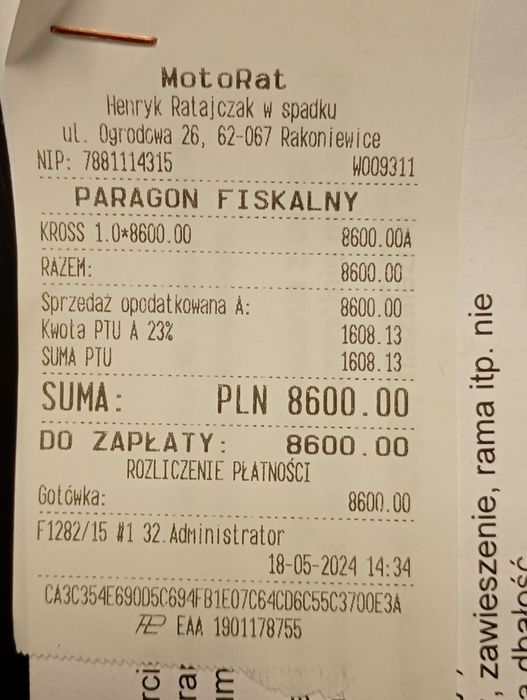 MotoRat
Henryk Ratajczak w spadku
ul. Ogrodowa 26, 62-067 Rakoniewice
NIP: 7881114315 W009311
PARAGON FISKALNY
KROSS 1.0*8600.00 8600.00A
RAZEM: 8600.00
Sprzedaż opodatkowana A: 8600.00
Kwota PTU A 23% 1608.13
SUMA PTU 1608.13
SUMA: PLN 8600.00
DO ZAPŁATY: 8600.00
ROZLICZENIE PŁATNOŚCI
Gotówka: 8600.00
F1282/15 #1 32.Administrator
18-05-2024 14:34
CA3C354E69005C694FB1E07C64CD6C55C3700E3A
EAA 1901178755
, zawieszenie, rama itp. nie